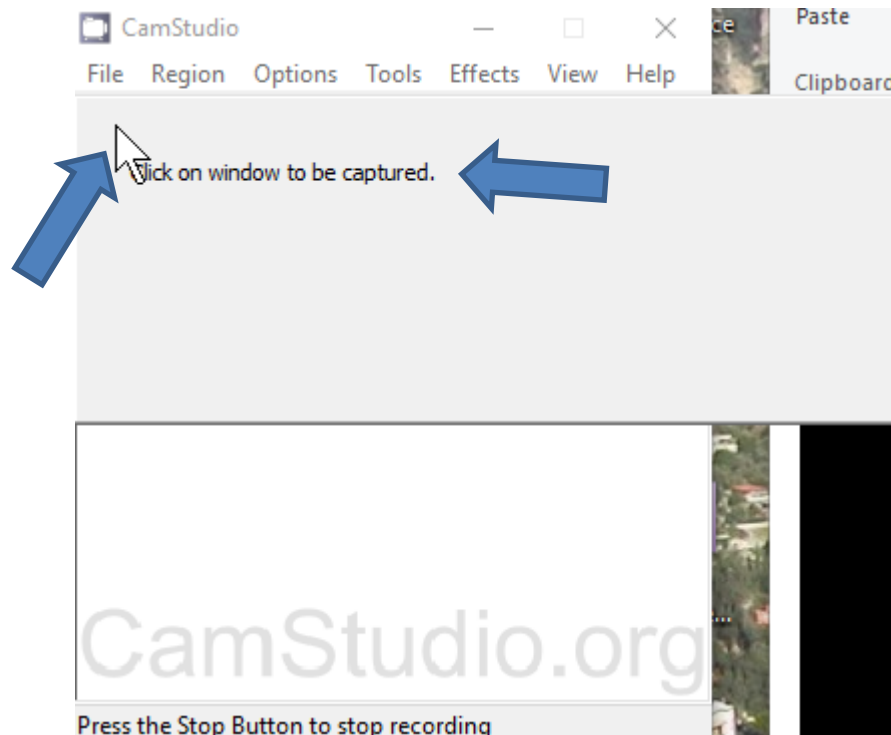 CamStudio
Paste
File Region Options Tools Effects View Help
Clipboard
Click on window to be captured.
CamStudio.org
Press the Stop Button to stop recording